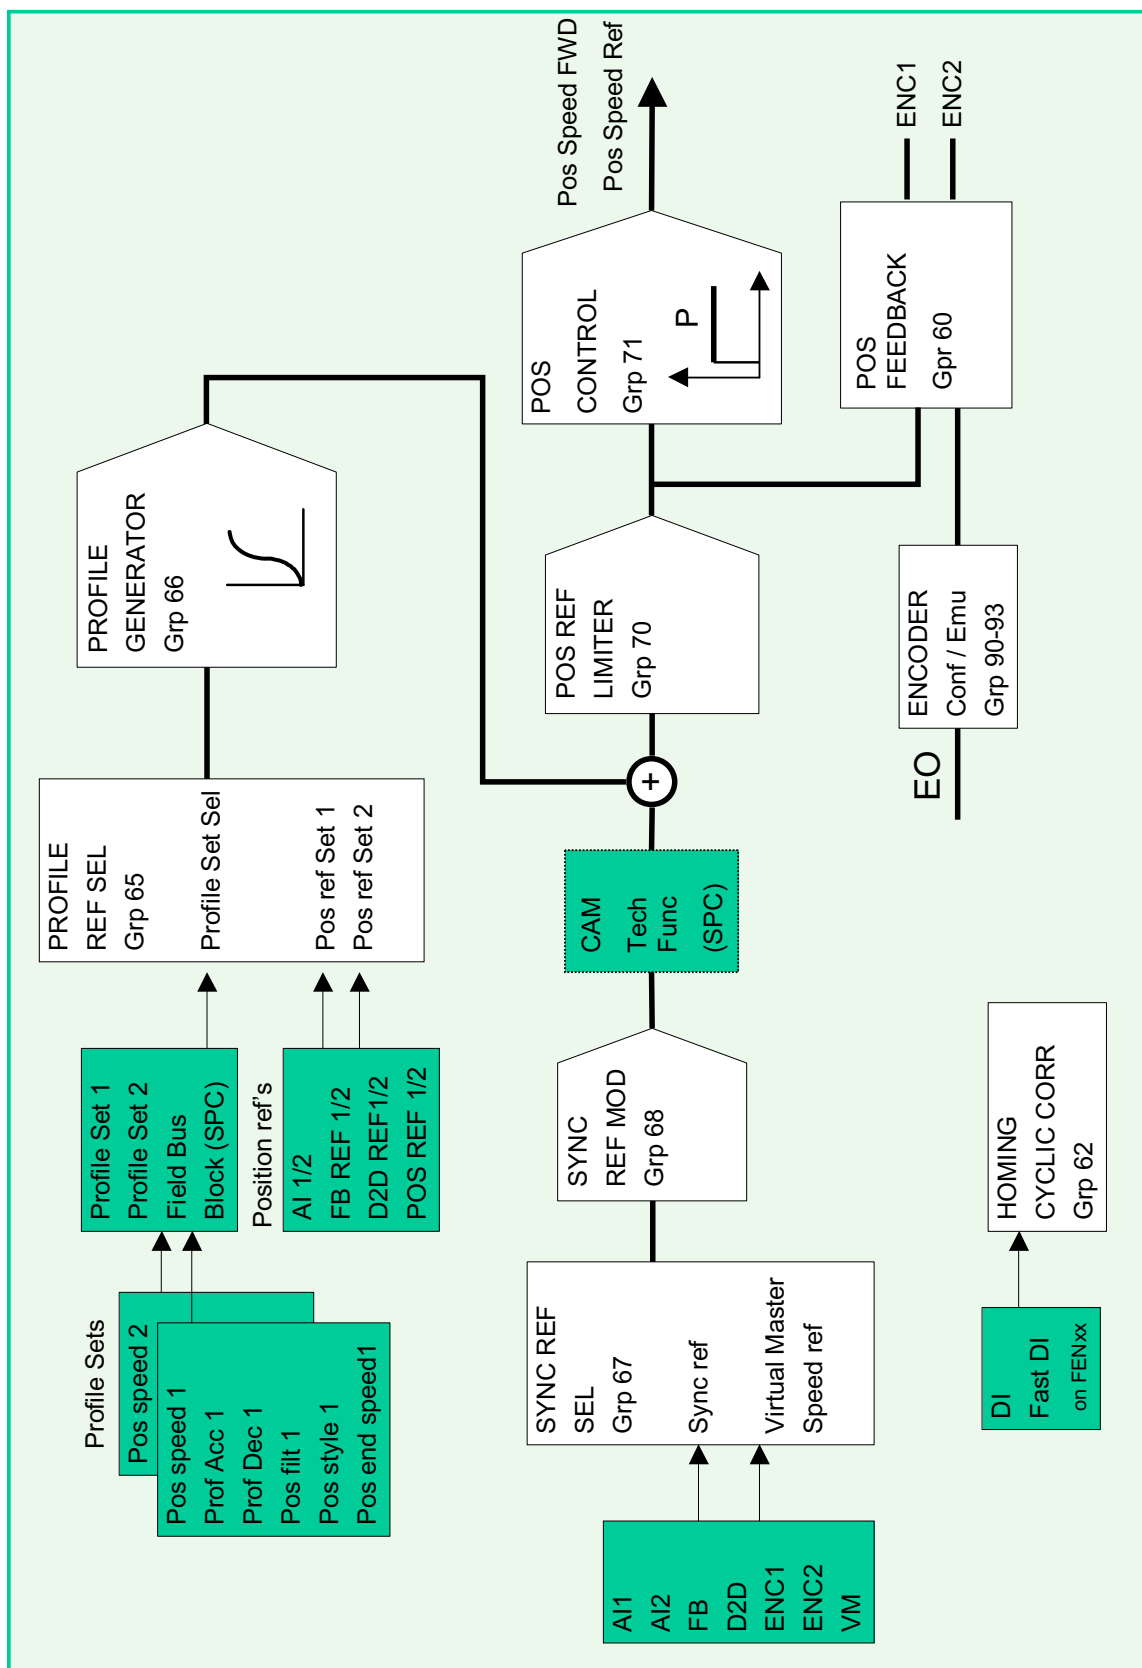 Profile Sets
Pos speed 2
Pos speed 1
Prof Acc 1
Prof Dec 1
Pos filt 1
Pos style 1
Pos end speed1
Profile Set 1
Profile Set 2
Field Bus
Block (SPC)
Position ref's
AI 1/2
FB REF 1/2
D2D REF1/2
POS REF 1/2
PROFILE
REF SEL
Grp 65
Profile Set Sel
Pos ref Set 1
Pos ref Set 2
PROFILE
GENERATOR
Grp 66
AI1
AI2
FB
D2D
ENC1
ENC2
VM
SYNC REF
SEL
Grp 67
Sync ref
Virtual Master
Speed ref
SYNC
REF MOD
Grp 68
CAM
Tech
Func
(SPC)
+
POS REF
LIMITER
Grp 70
POS
CONTROL
Grp 71
P
Pos Speed FWD
Pos Speed Ref
DI
Fast DI
on FENxx
HOMING
CYCLIC CORR
Grp 62
EO
ENCODER
Conf / Emu
Grp 90-93
POS
FEEDBACK
Gpr 60
ENC1
ENC2